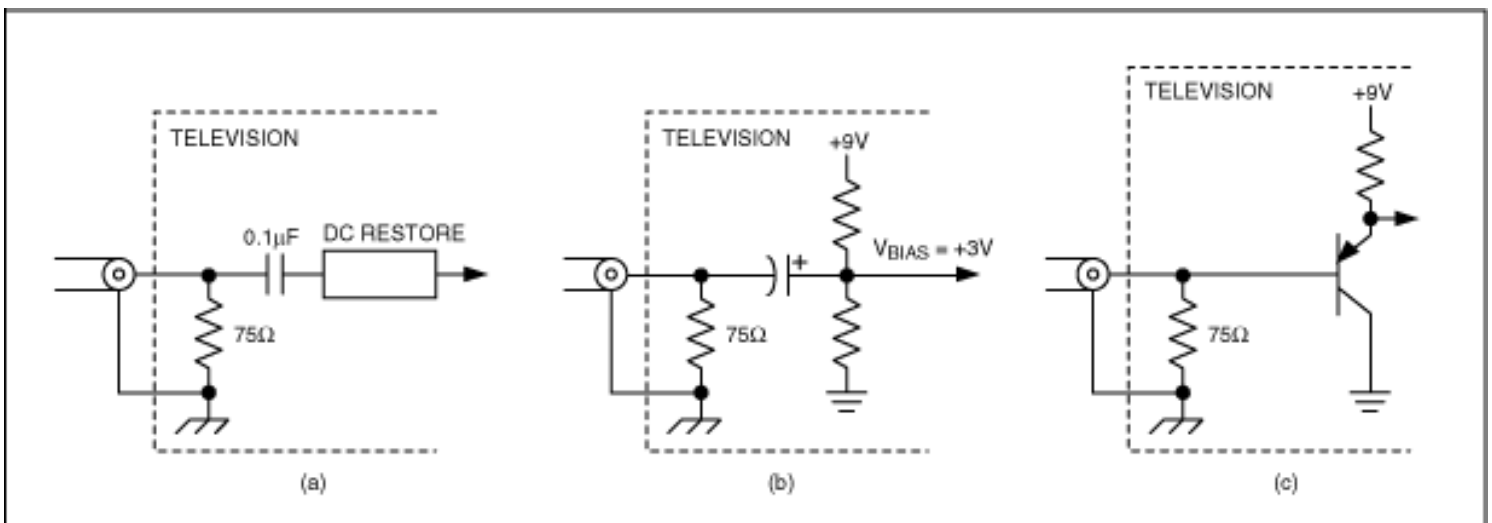 TELEVISION
0.1µF
DC RESTORE
75Ω
(a)
TELEVISION
+9V
+
VBIAS = +3V
75Ω
(b)
TELEVISION
+9V
75Ω
(c)